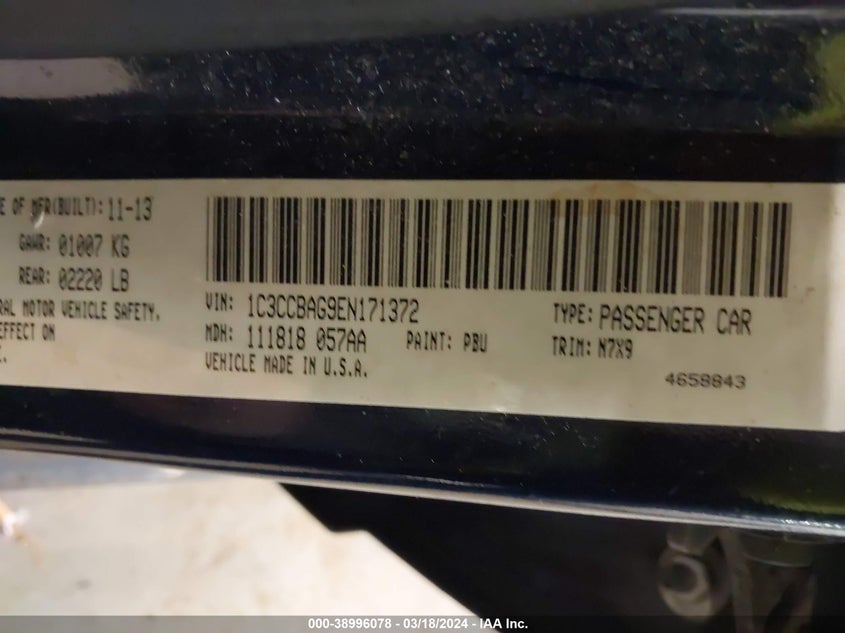 E OF MFR(BUILT): 11-13
GAWR: 01007 KG
REAR: 02220 LB
RAL MOTOR VEHICLE SAFETY,
EFFECT ON
VIN: 1C3CCBAG9EN171372
MDH: 111818 057AA PAINT: PBU
VEHICLE MADE IN U.S.A.
TYPE: PASSENGER CAR
TRIM: N7X9
4658843
000-38996078 - 03/18/2024 - IAA Inc.